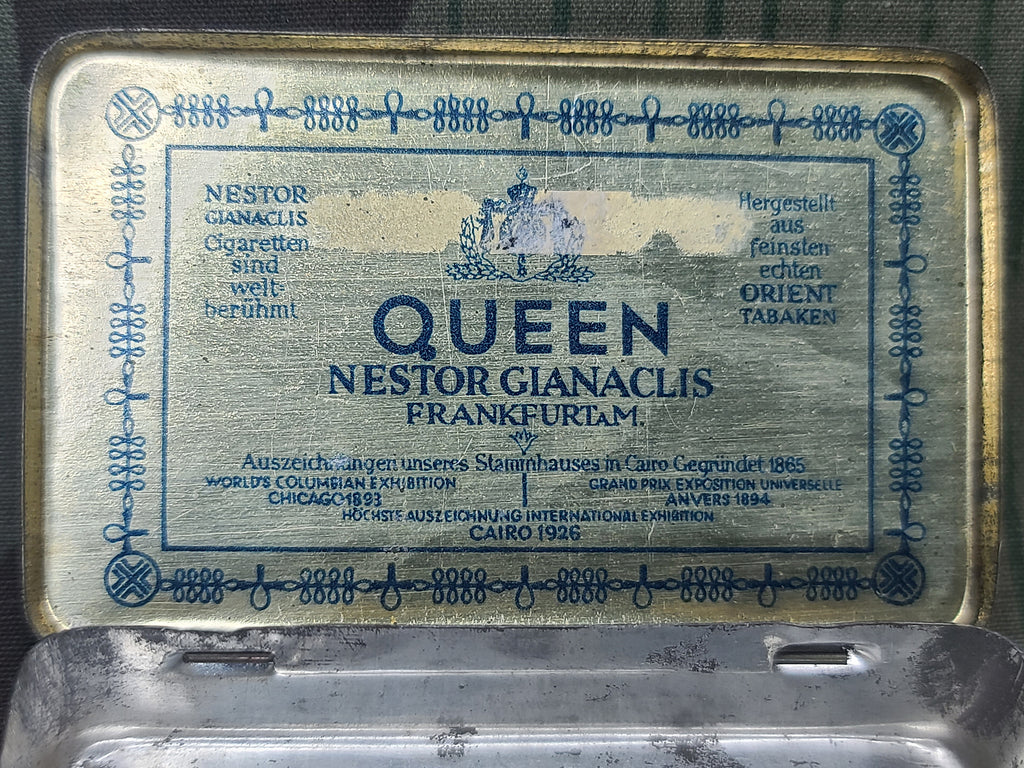 NESTOR
GIANACLIS
Cigaretten
sind
welt-
berühmt
Hergestellt
aus
feinsten
echten
ORIENT
TABAKEN
QUEEN
NESTOR GIANACLIS
FRANKFURT A M.
Auszeichnungen unseres Stammhauses in Cairo Gegründet 1865
WORLD'S COLUMBIAN EXHIBITION
CHICAGO 1893
GRAND PRIX EXPOSITION UNIVERSELLE
ANVERS 1894
HÖCHSTE AUSZEICHNUNG INTERNATIONAL EXHIBITION
CAIRO 1926